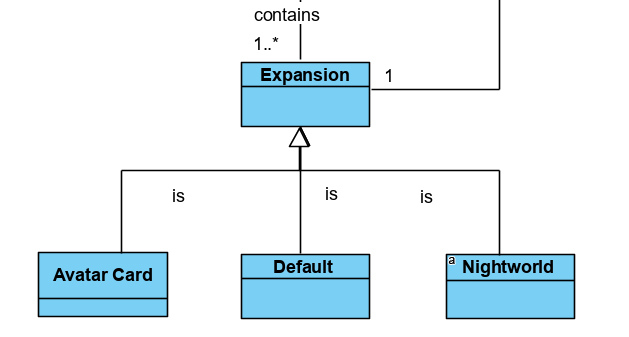 contains
1..*
Expansion
1
is
is
is
Avatar Card
Default
a
Nightworld